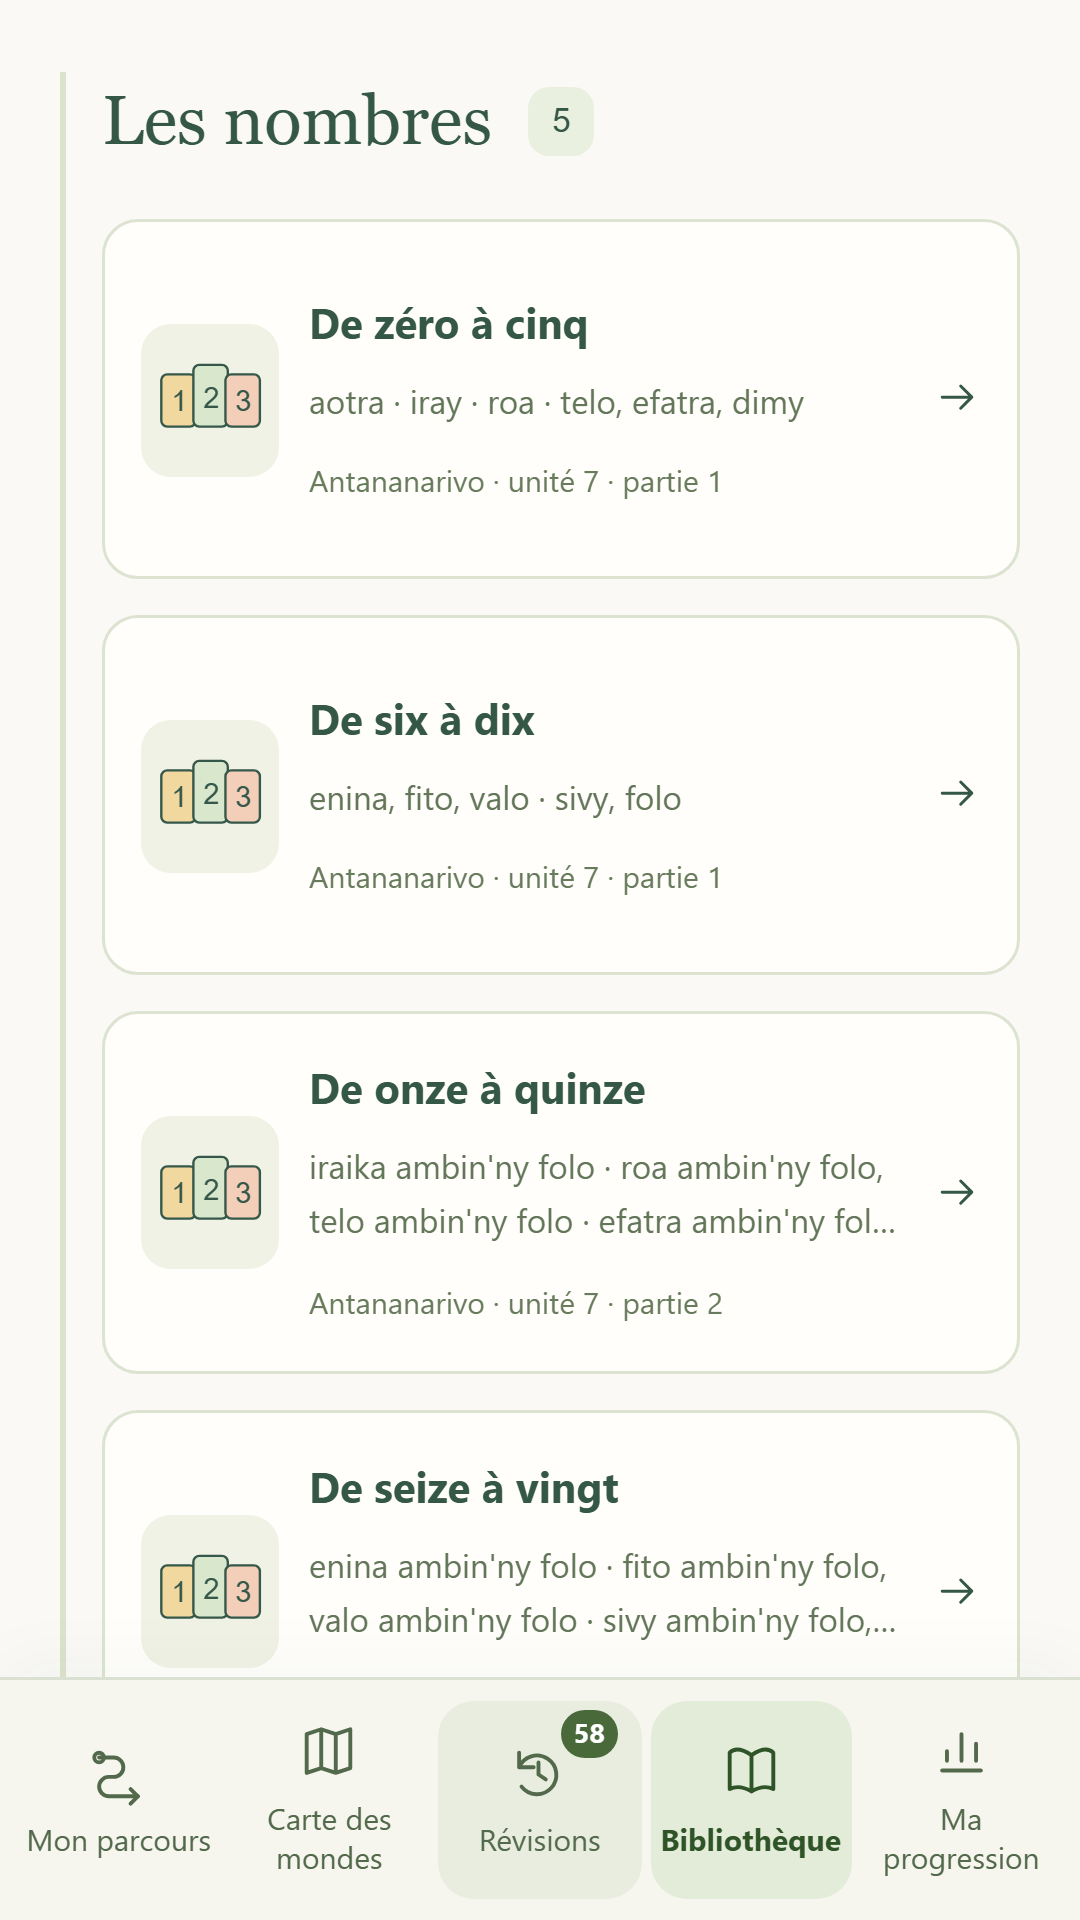 Les nombres 5
De zéro à cinq
1 2 3
aotra · iray · roa · telo, efatra, dimy
Antananarivo · unité 7 · partie 1
De six à dix
1 2 3
enina, fito, valo · sivy, folo
Antananarivo · unité 7 · partie 1
De onze à quinze
iraika ambin'ny folo · roa ambin'ny folo,
1 2 3
telo ambin'ny folo · efatra ambin'ny fol...
Antananarivo · unité 7 · partie 2
De seize à vingt
enina ambin'ny folo · fito ambin'ny folo,
1 2 3
valo ambin'ny folo · sivy ambin'ny folo,...
58
Mon parcours
Carte des
mondes
Révisions
Bibliothèque
Ma
progression